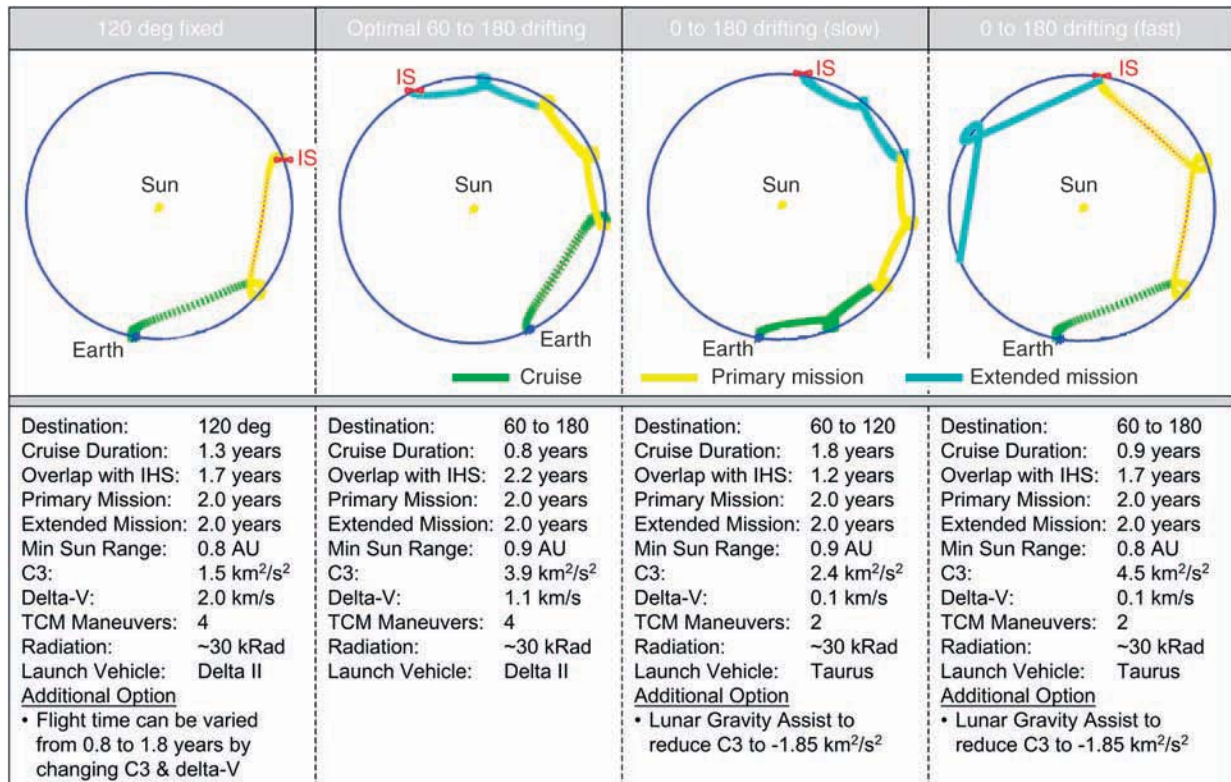 120 deg fixed
Optimal 60 to 180 drifting
0 to 180 drifting (slow)
0 to 180 drifting (fast)
IS
Sun
Earth
IS
Sun
Earth
IS
Sun
Earth
IS
Sun
Earth
Cruise
Primary mission
Extended mission
Destination: 120 deg
Cruise Duration: 1.3 years
Overlap with IHS: 1.7 years
Primary Mission: 2.0 years
Extended Mission: 2.0 years
Min Sun Range: 0.8 AU
C3: 1.5 km²/s²
Delta-V: 2.0 km/s
TCM Maneuvers: 4
Radiation: ~30 kRad
Launch Vehicle: Delta II
Additional Option
• Flight time can be varied
from 0.8 to 1.8 years by
changing C3 & delta-V
Destination: 60 to 180
Cruise Duration: 0.8 years
Overlap with IHS: 2.2 years
Primary Mission: 2.0 years
Extended Mission: 2.0 years
Min Sun Range: 0.9 AU
C3: 3.9 km²/s²
Delta-V: 1.1 km/s
TCM Maneuvers: 4
Radiation: ~30 kRad
Launch Vehicle: Delta II
Destination: 60 to 120
Cruise Duration: 1.8 years
Overlap with IHS: 1.2 years
Primary Mission: 2.0 years
Extended Mission: 2.0 years
Min Sun Range: 0.9 AU
C3: 2.4 km²/s²
Delta-V: 0.1 km/s
TCM Maneuvers: 2
Radiation: ~30 kRad
Launch Vehicle: Taurus
Additional Option
• Lunar Gravity Assist to
reduce C3 to -1.85 km²/s²
Destination: 60 to 180
Cruise Duration: 0.9 years
Overlap with IHS: 1.7 years
Primary Mission: 2.0 years
Extended Mission: 2.0 years
Min Sun Range: 0.8 AU
C3: 4.5 km²/s²
Delta-V: 0.1 km/s
TCM Maneuvers: 2
Radiation: ~30 kRad
Launch Vehicle: Taurus
Additional Option
• Lunar Gravity Assist to
reduce C3 to -1.85 km²/s²